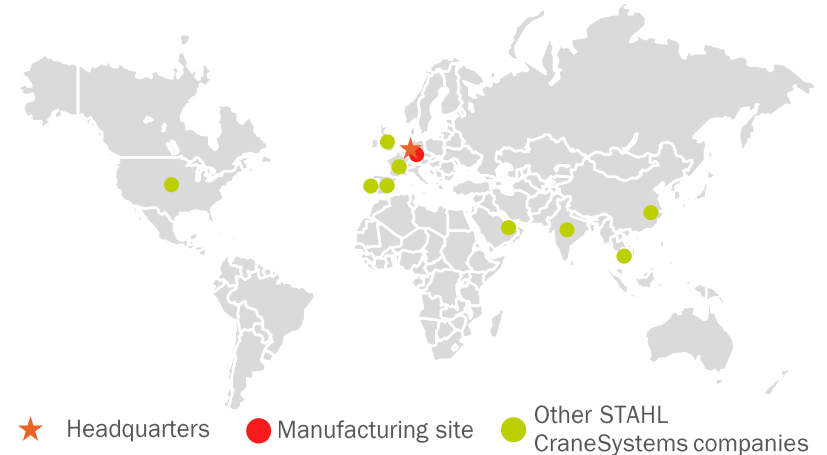 Headquarters
Manufacturing site
Other STAHL
CraneSystems companies